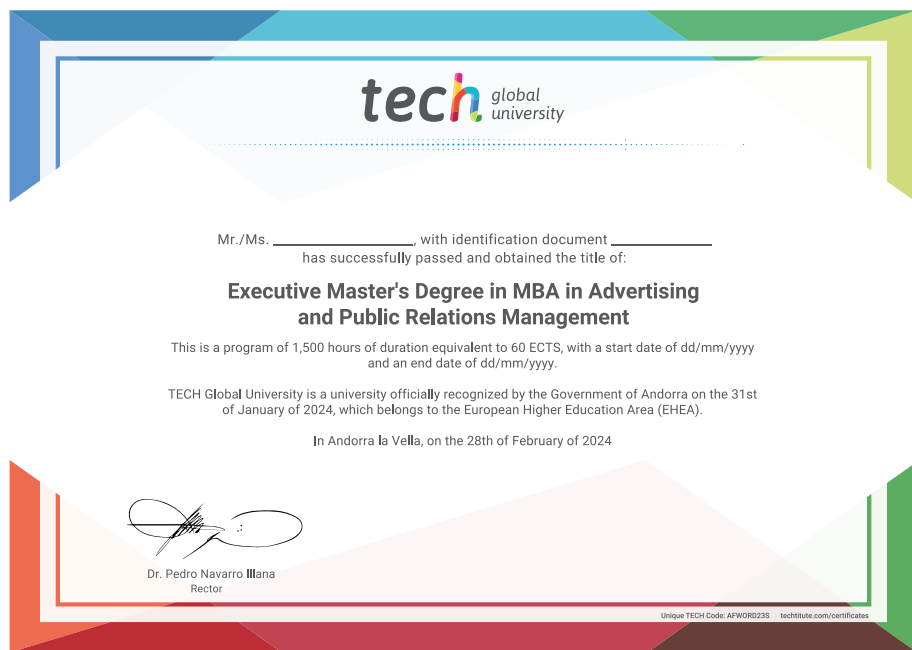 tech global
university
Mr./Ms. ____________________, with identification document ______________
has successfully passed and obtained the title of:
Executive Master's Degree in MBA in Advertising
and Public Relations Management
This is a program of 1,500 hours of duration equivalent to 60 ECTS, with a start date of dd/mm/yyyy
and an end date of dd/mm/yyyy.
TECH Global University is a university officially recognized by the Government of Andorra on the 31st
of January of 2024, which belongs to the European Higher Education Area (EHEA).
In Andorra la Vella, on the 28th of February of 2024
Dr. Pedro Navarro Illana
Rector
Unique TECH Code: AFWORD23S techtitute.com/certificates